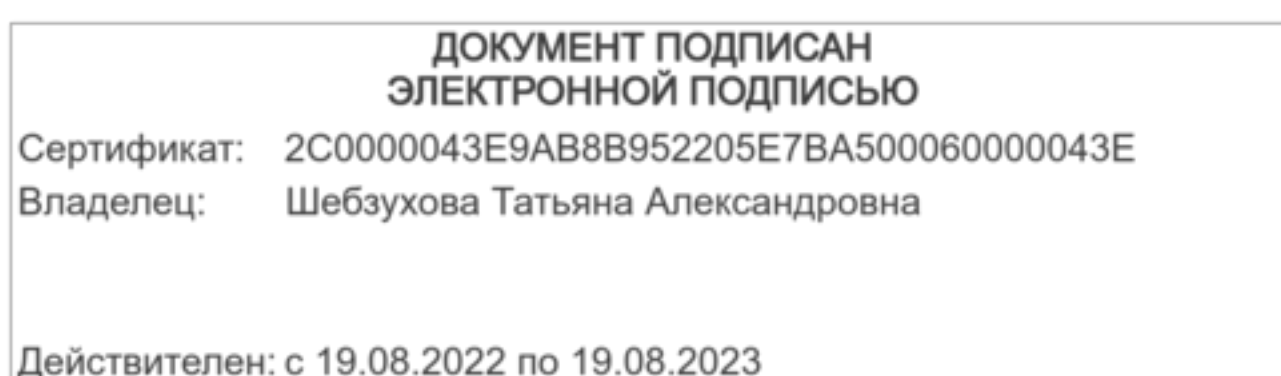 ДОКУМЕНТ ПОДПИСАН
ЭЛЕКТРОННОЙ ПОДПИСЬЮ
Сертификат: 2C0000043E9AB8B952205E7BA500060000043E
Владелец: Шебзухова Татьяна Александровна
Действителен: с 19.08.2022 по 19.08.2023